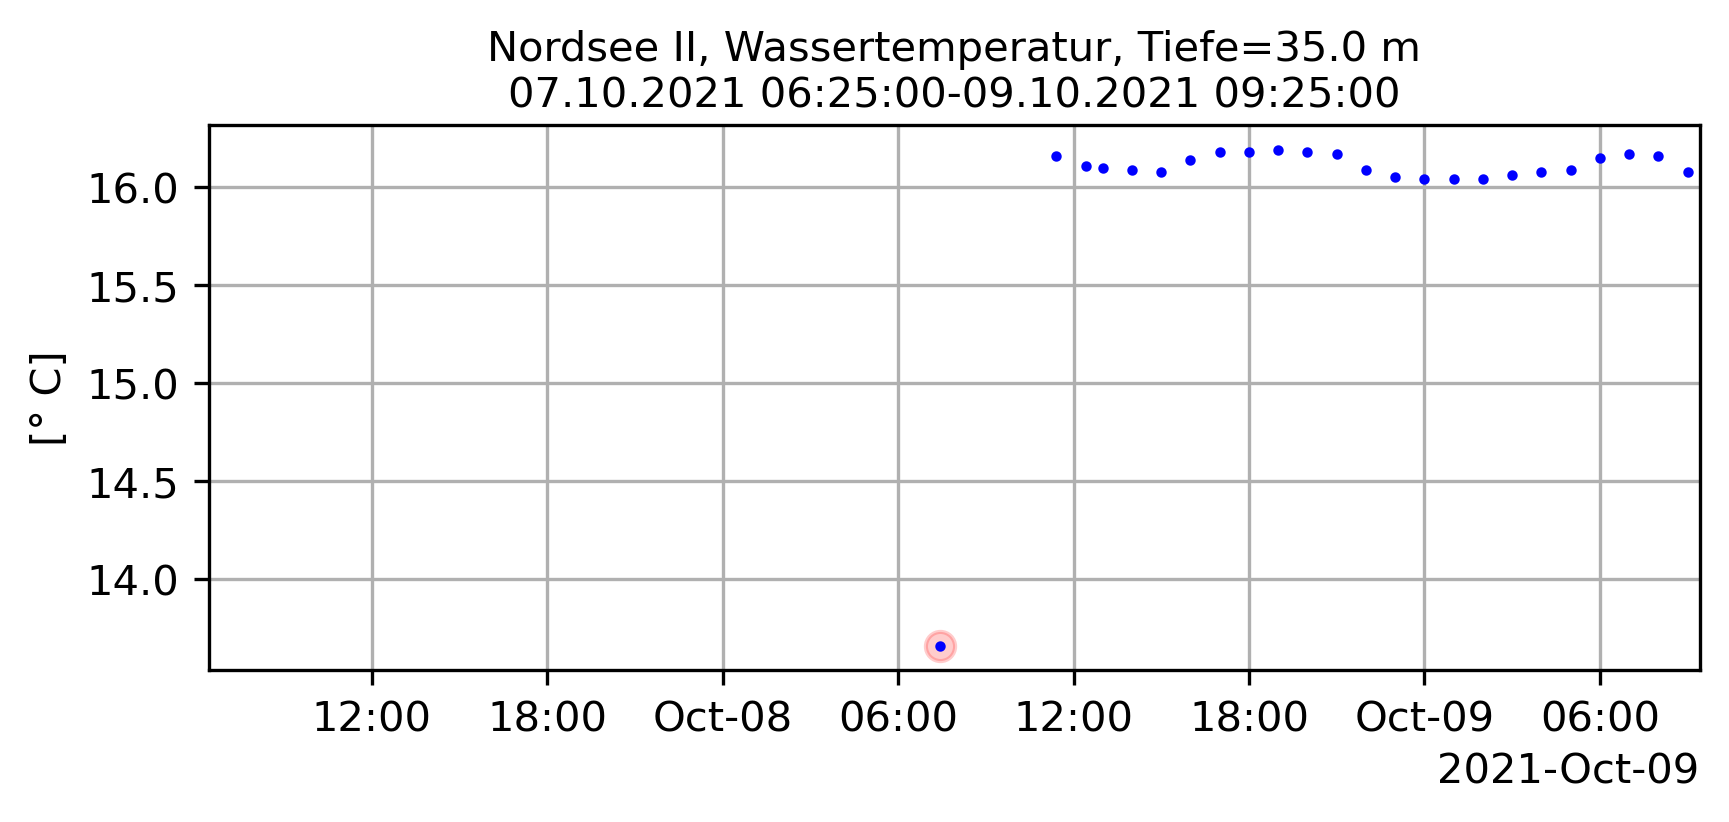 Nordsee II, Wassertemperatur, Tiefe=35.0 m
07.10.2021 06:25:00-09.10.2021 09:25:00
[° C]
16.0
15.5
15.0
14.5
14.0
12:00 18:00 Oct-08 06:00 12:00 18:00 Oct-09 06:00
2021-Oct-09